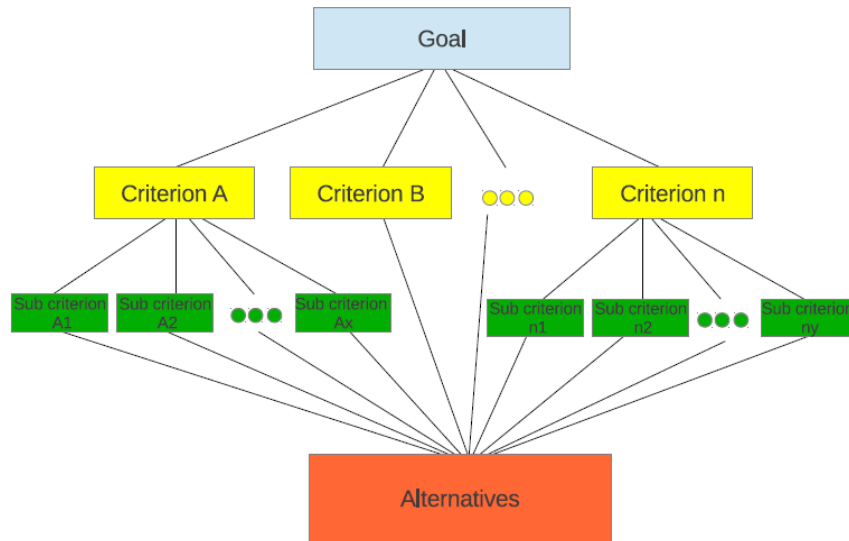 Goal
Criterion A
Criterion B
Criterion n
Sub criterion
A1
Sub criterion
A2
Sub criterion
Ax
Sub criterion
n1
Sub criterion
n2
Sub criterion
ny
Alternatives